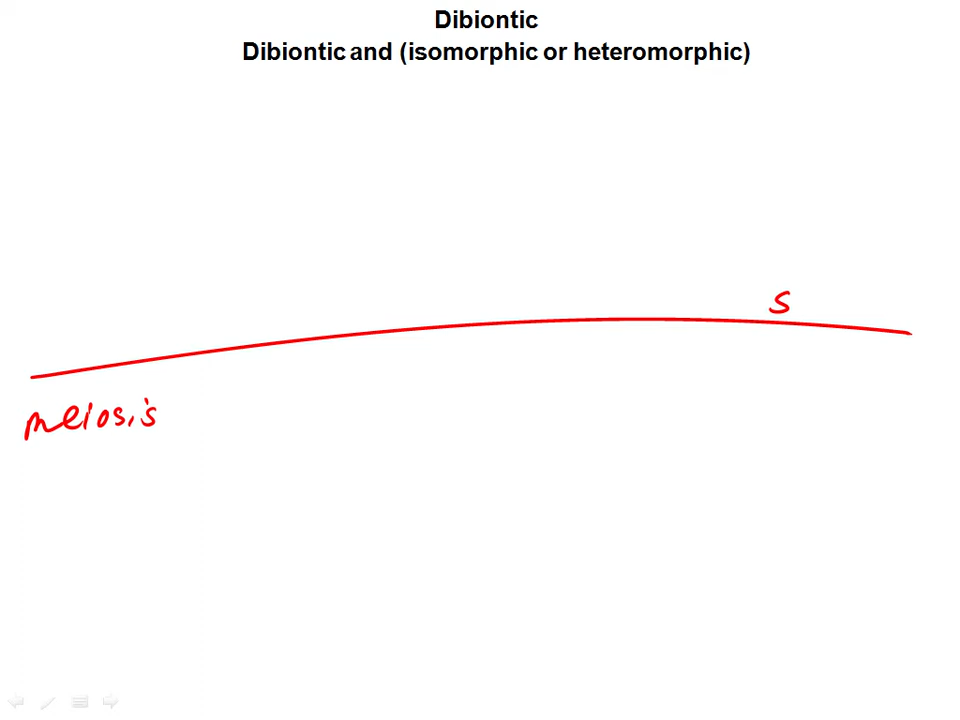 Dibiontic
Dibiontic and (isomorphic or heteromorphic)
S
meiosis